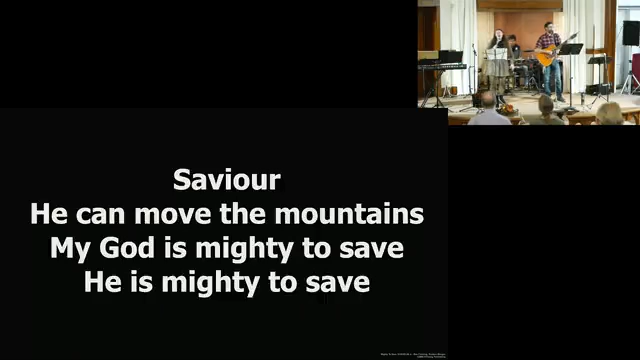 Saviour
He can move the mountains
My God is mighty to save
He is mighty to save